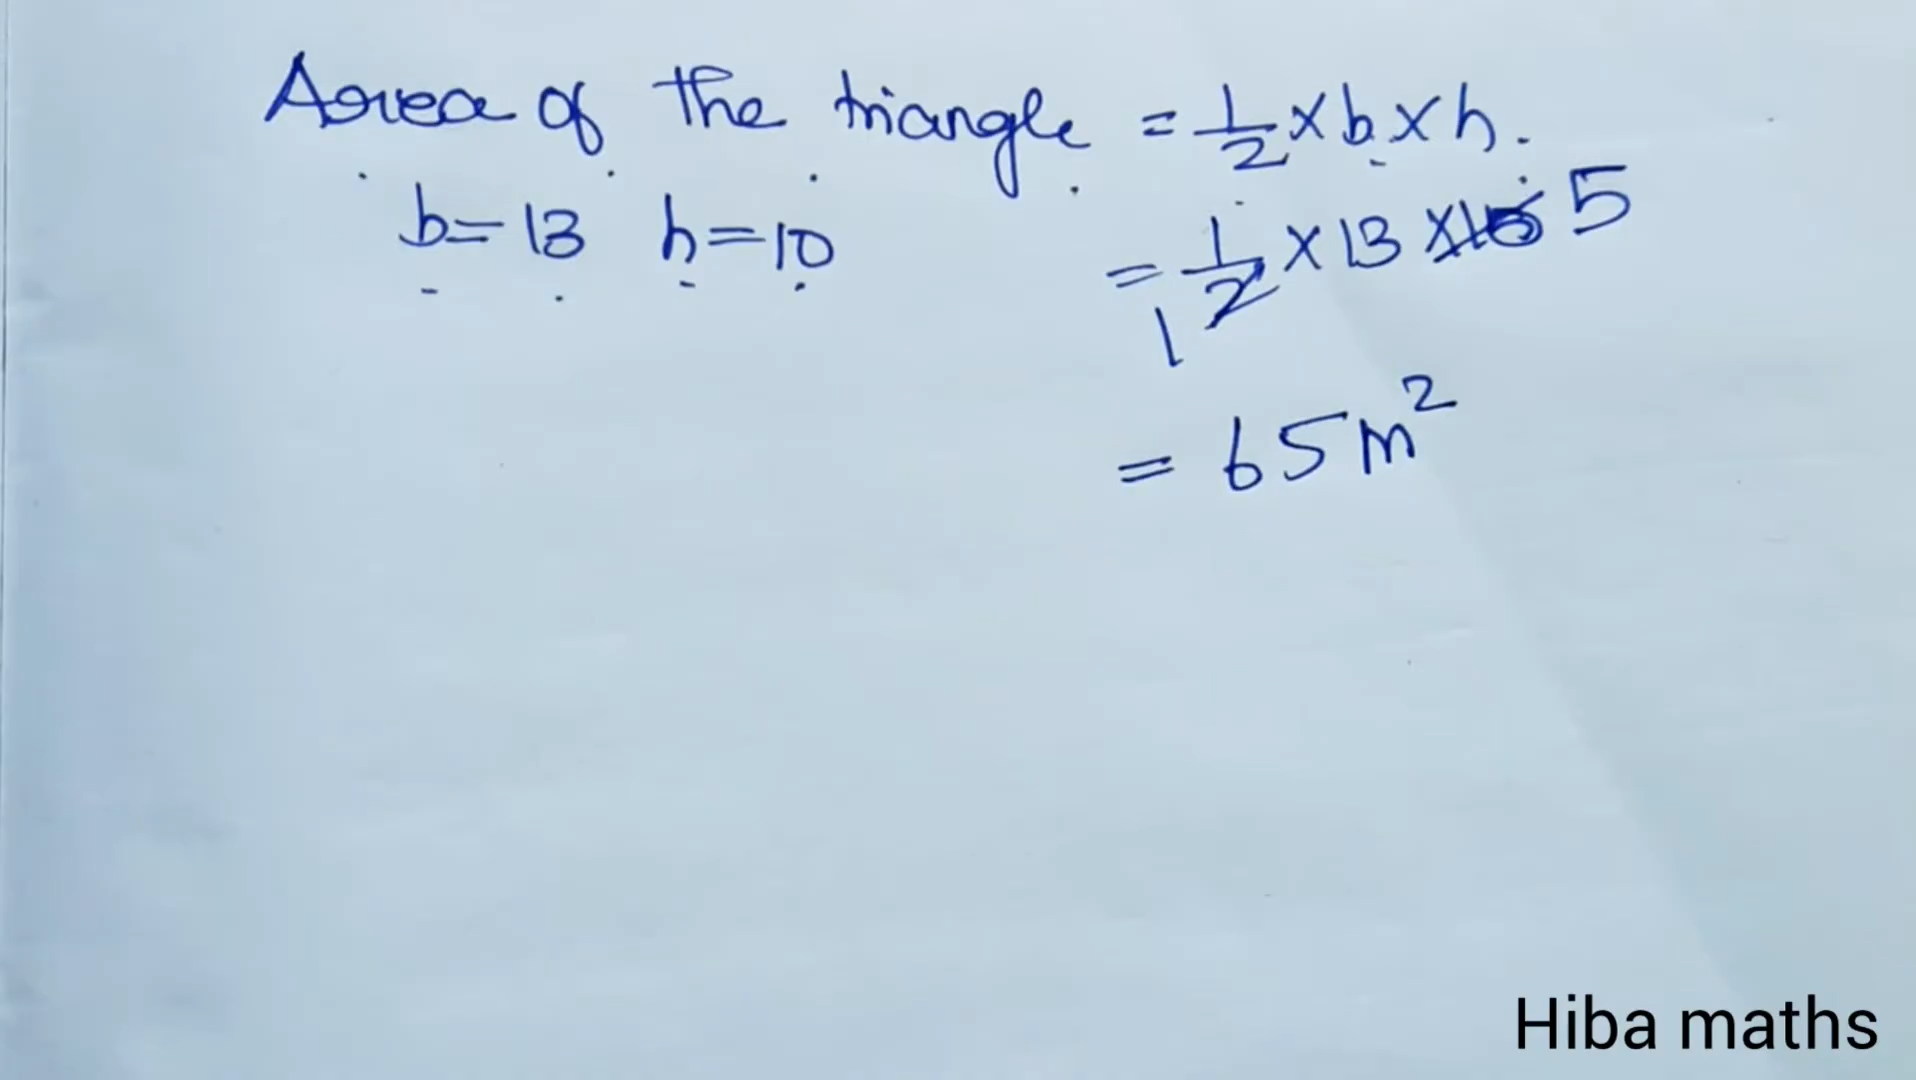 Area of the triangle = 1/2 × b × h.
b = 13 h = 10
= 1/2 × 13 × 10 5
1
= 65 m²
Hiba maths